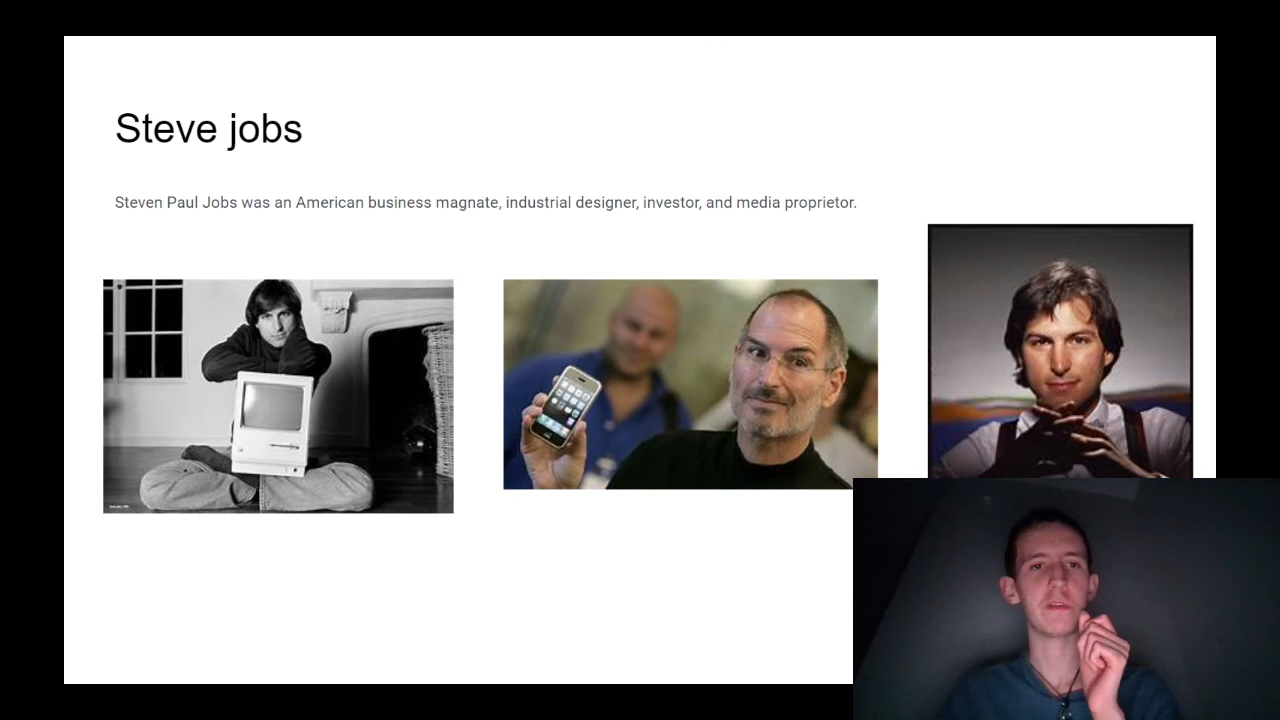 Steve jobs
Steven Paul Jobs was an American business magnate, industrial designer, investor, and media proprietor.